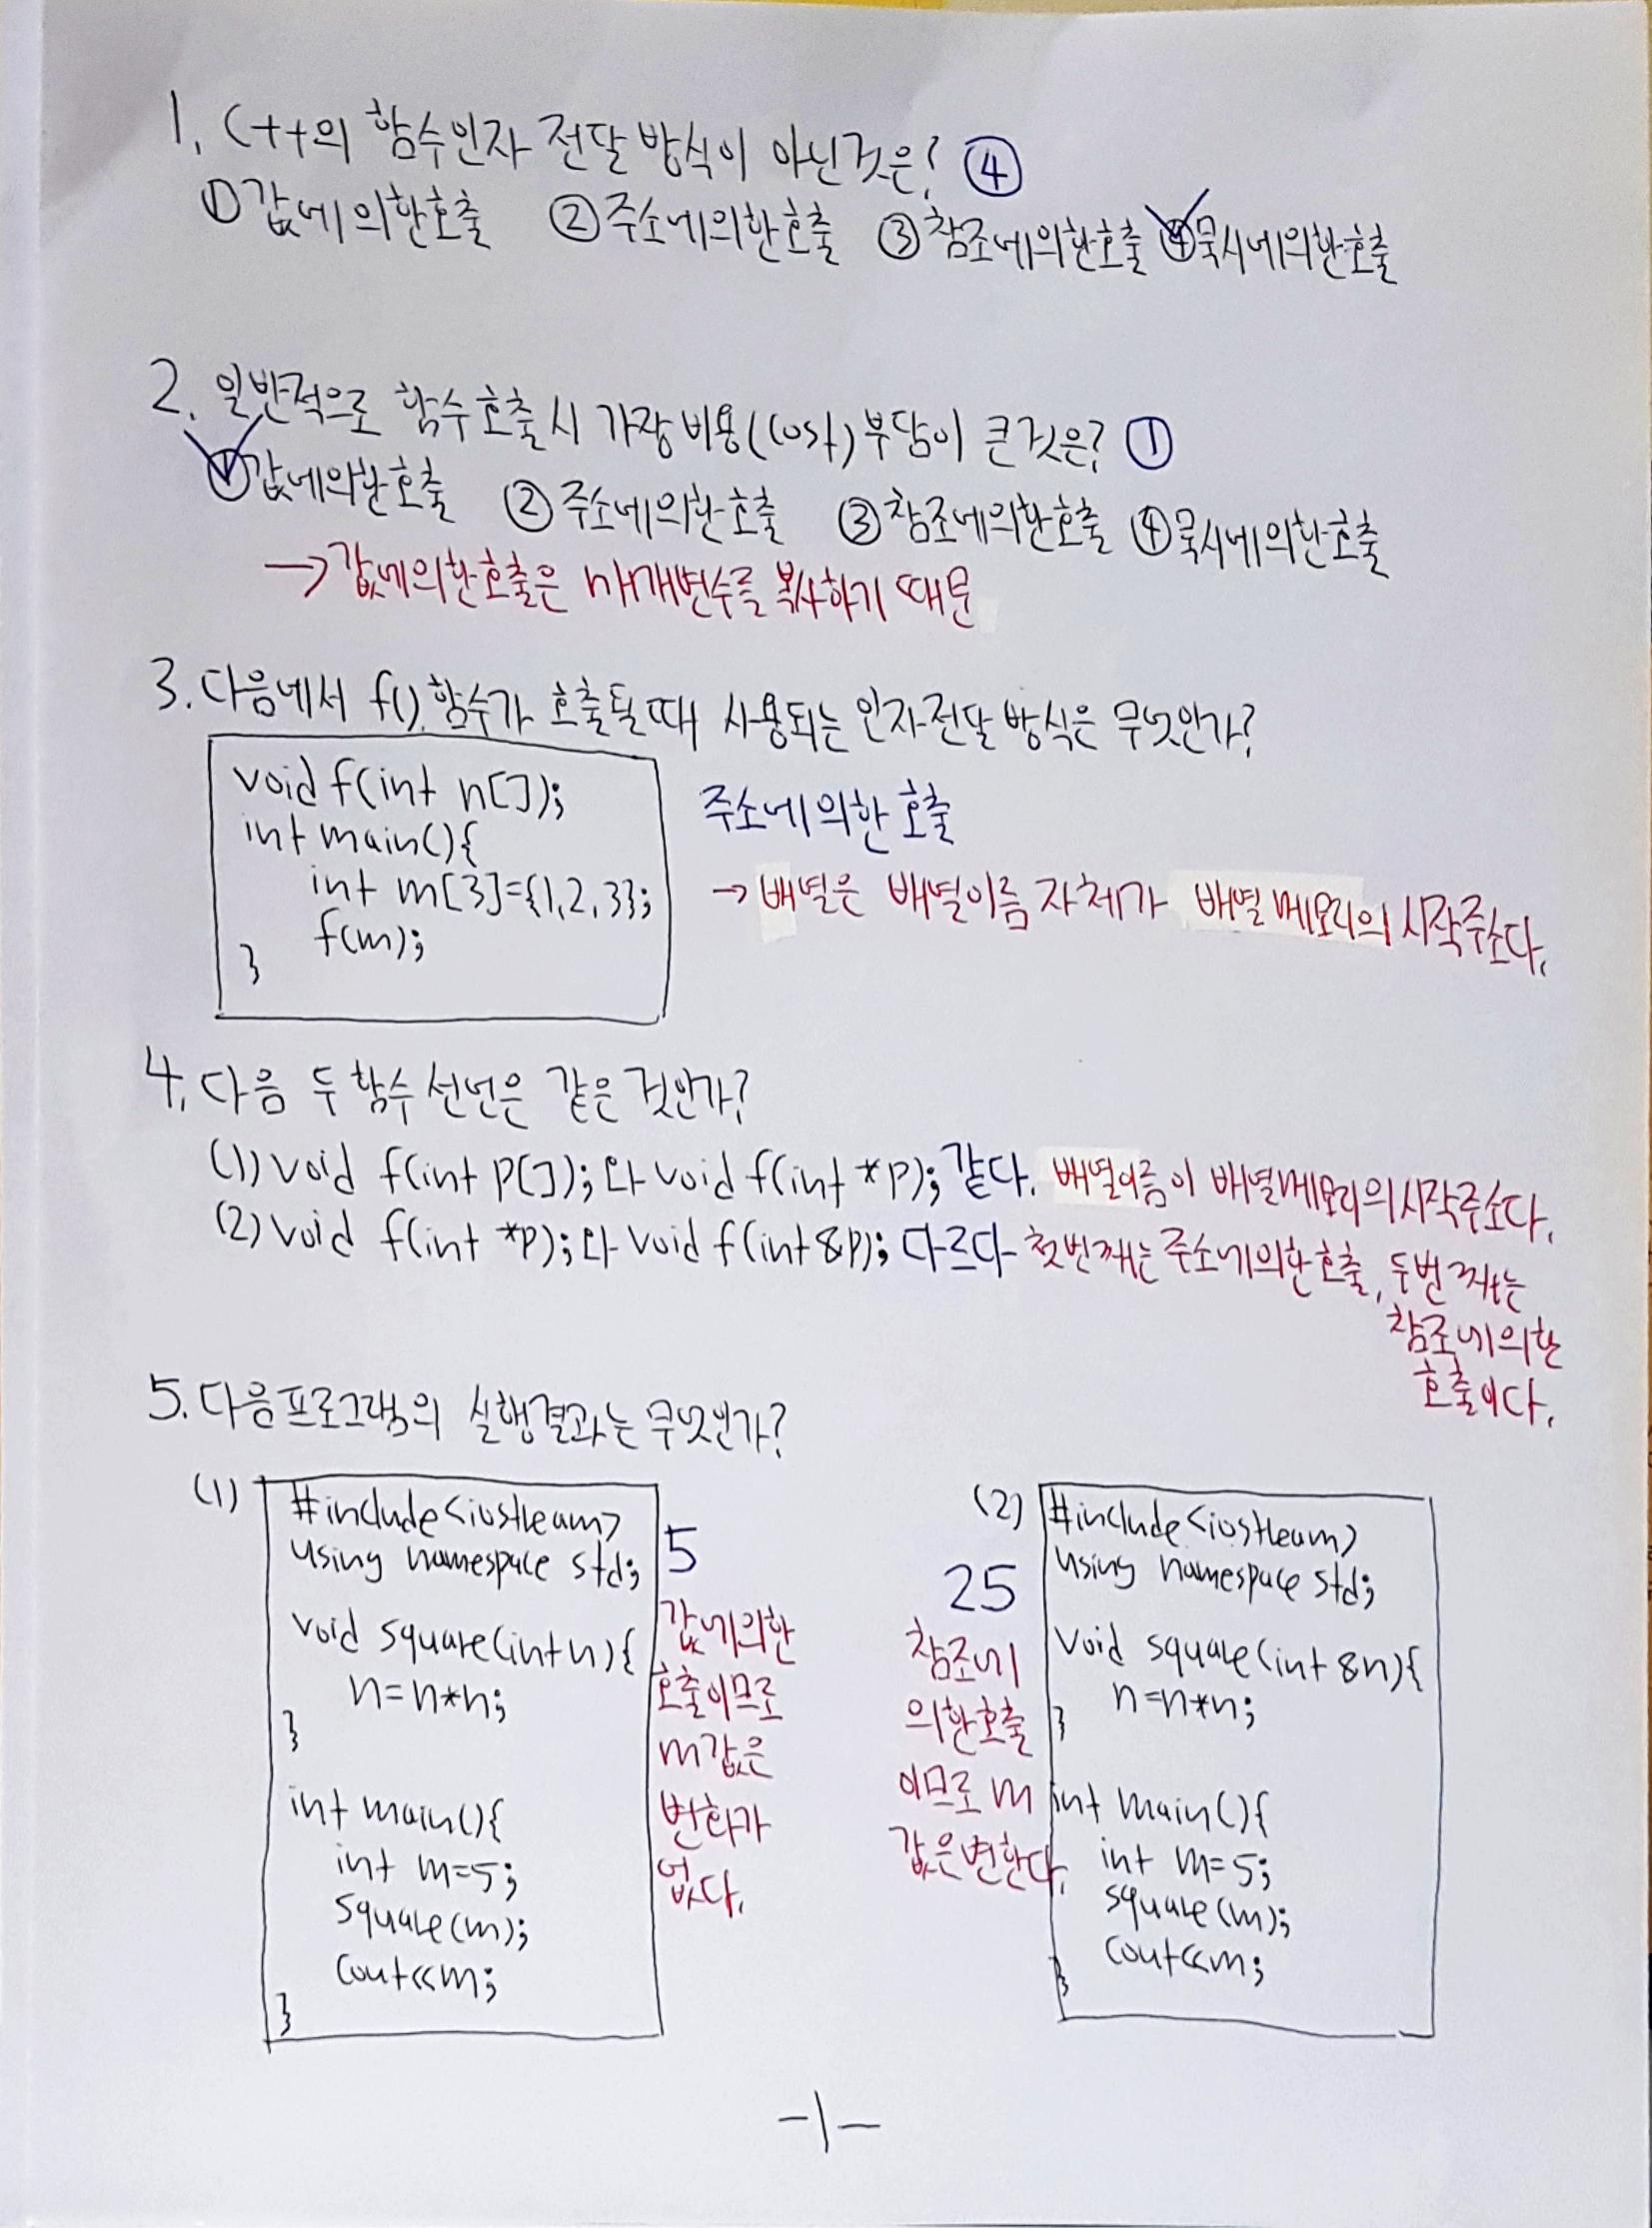 1. C++의 함수인자 전달 방식이 아닌것은? ④
①값에의한호출 ②주소에의한호출 ③참조에의한호출 ④묵시에의한호출
2. 일반적으로 함수호출시 가장 비용(cost)부담이 큰것은? ①
①값에의한호출 ②주소에의한호출 ③참조에의한호출 ④묵시에의한호출
→값에의한호출은 매개변수를 복사하기 때문
3. 다음에서 f()함수가 호출될때 사용되는 인자전달 방식은 무엇인가?
void f(int n[]);
int main(){
int m[3]={1,2,3};
f(m);
}
주소에의한 호출
→배열은 배열이름 자체가 배열 메모리의 시작주소다.
4. 다음 두 함수 선언은 같은 것인가?
(1) void f(int p[]);와 void f(int *p); 같다. 배열이름이 배열메모리의시작주소다.
(2) void f(int *p);와 void f(int &p); 다르다 첫번째는 주소에의한호출, 두번째는
참조에의한
호출이다.
5. 다음프로그램의 실행결과는 무엇인가?
(1)
#include<iostream>
using namespace std;
void square(int n){
n=n*n;
}
int main(){
int m=5;
square(m);
cout<<m;
}
5
값에의한
호출이므로
m값은
변화가
없다.
(2)
#include<iostream>
using namespace std;
void square(int &n){
n=n*n;
}
int main(){
int m=5;
square(m);
cout<<m;
}
25
참조에
의한호출
이므로 m
값은변한다.
-1-